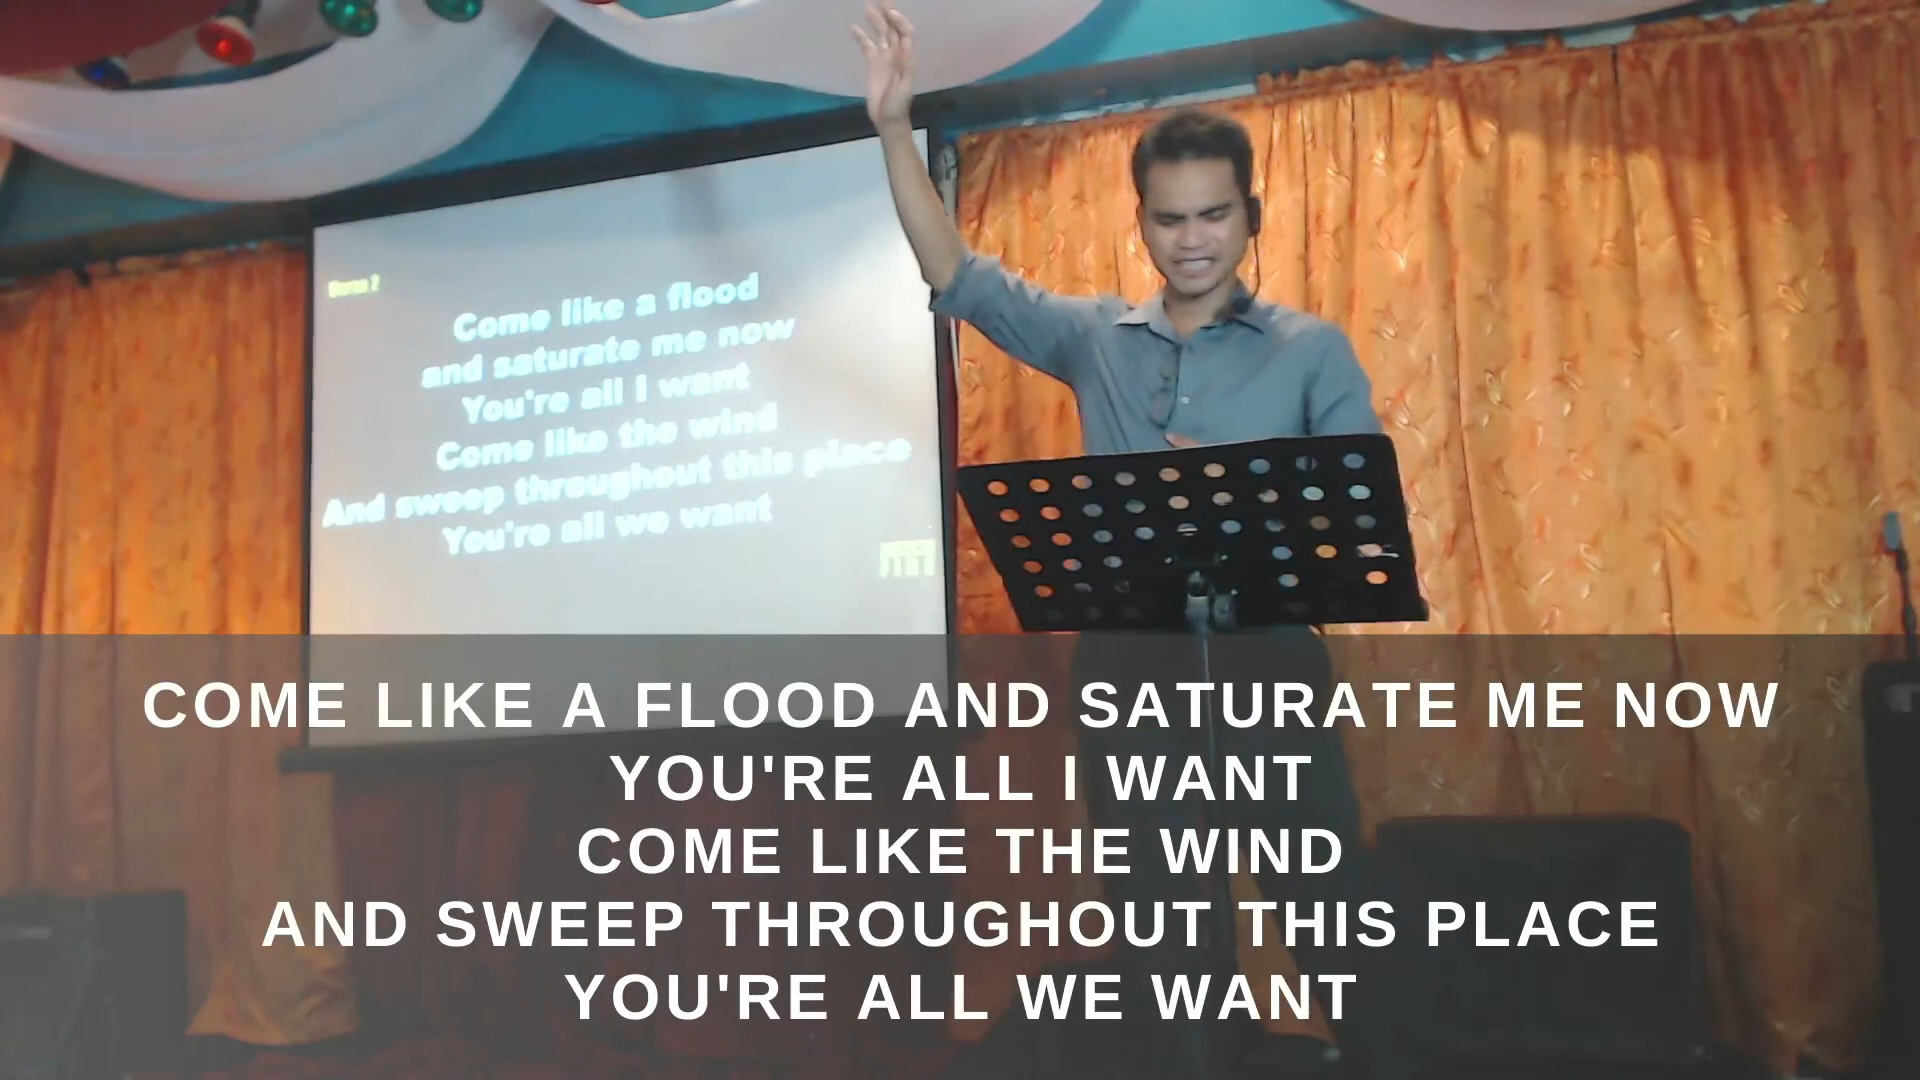 Verse 2
Come like a flood
and saturate me now
You're all I want
Come like the wind
And sweep throughout this place
You're all we want
COME LIKE A FLOOD AND SATURATE ME NOW
YOU'RE ALL I WANT
COME LIKE THE WIND
AND SWEEP THROUGHOUT THIS PLACE
YOU'RE ALL WE WANT